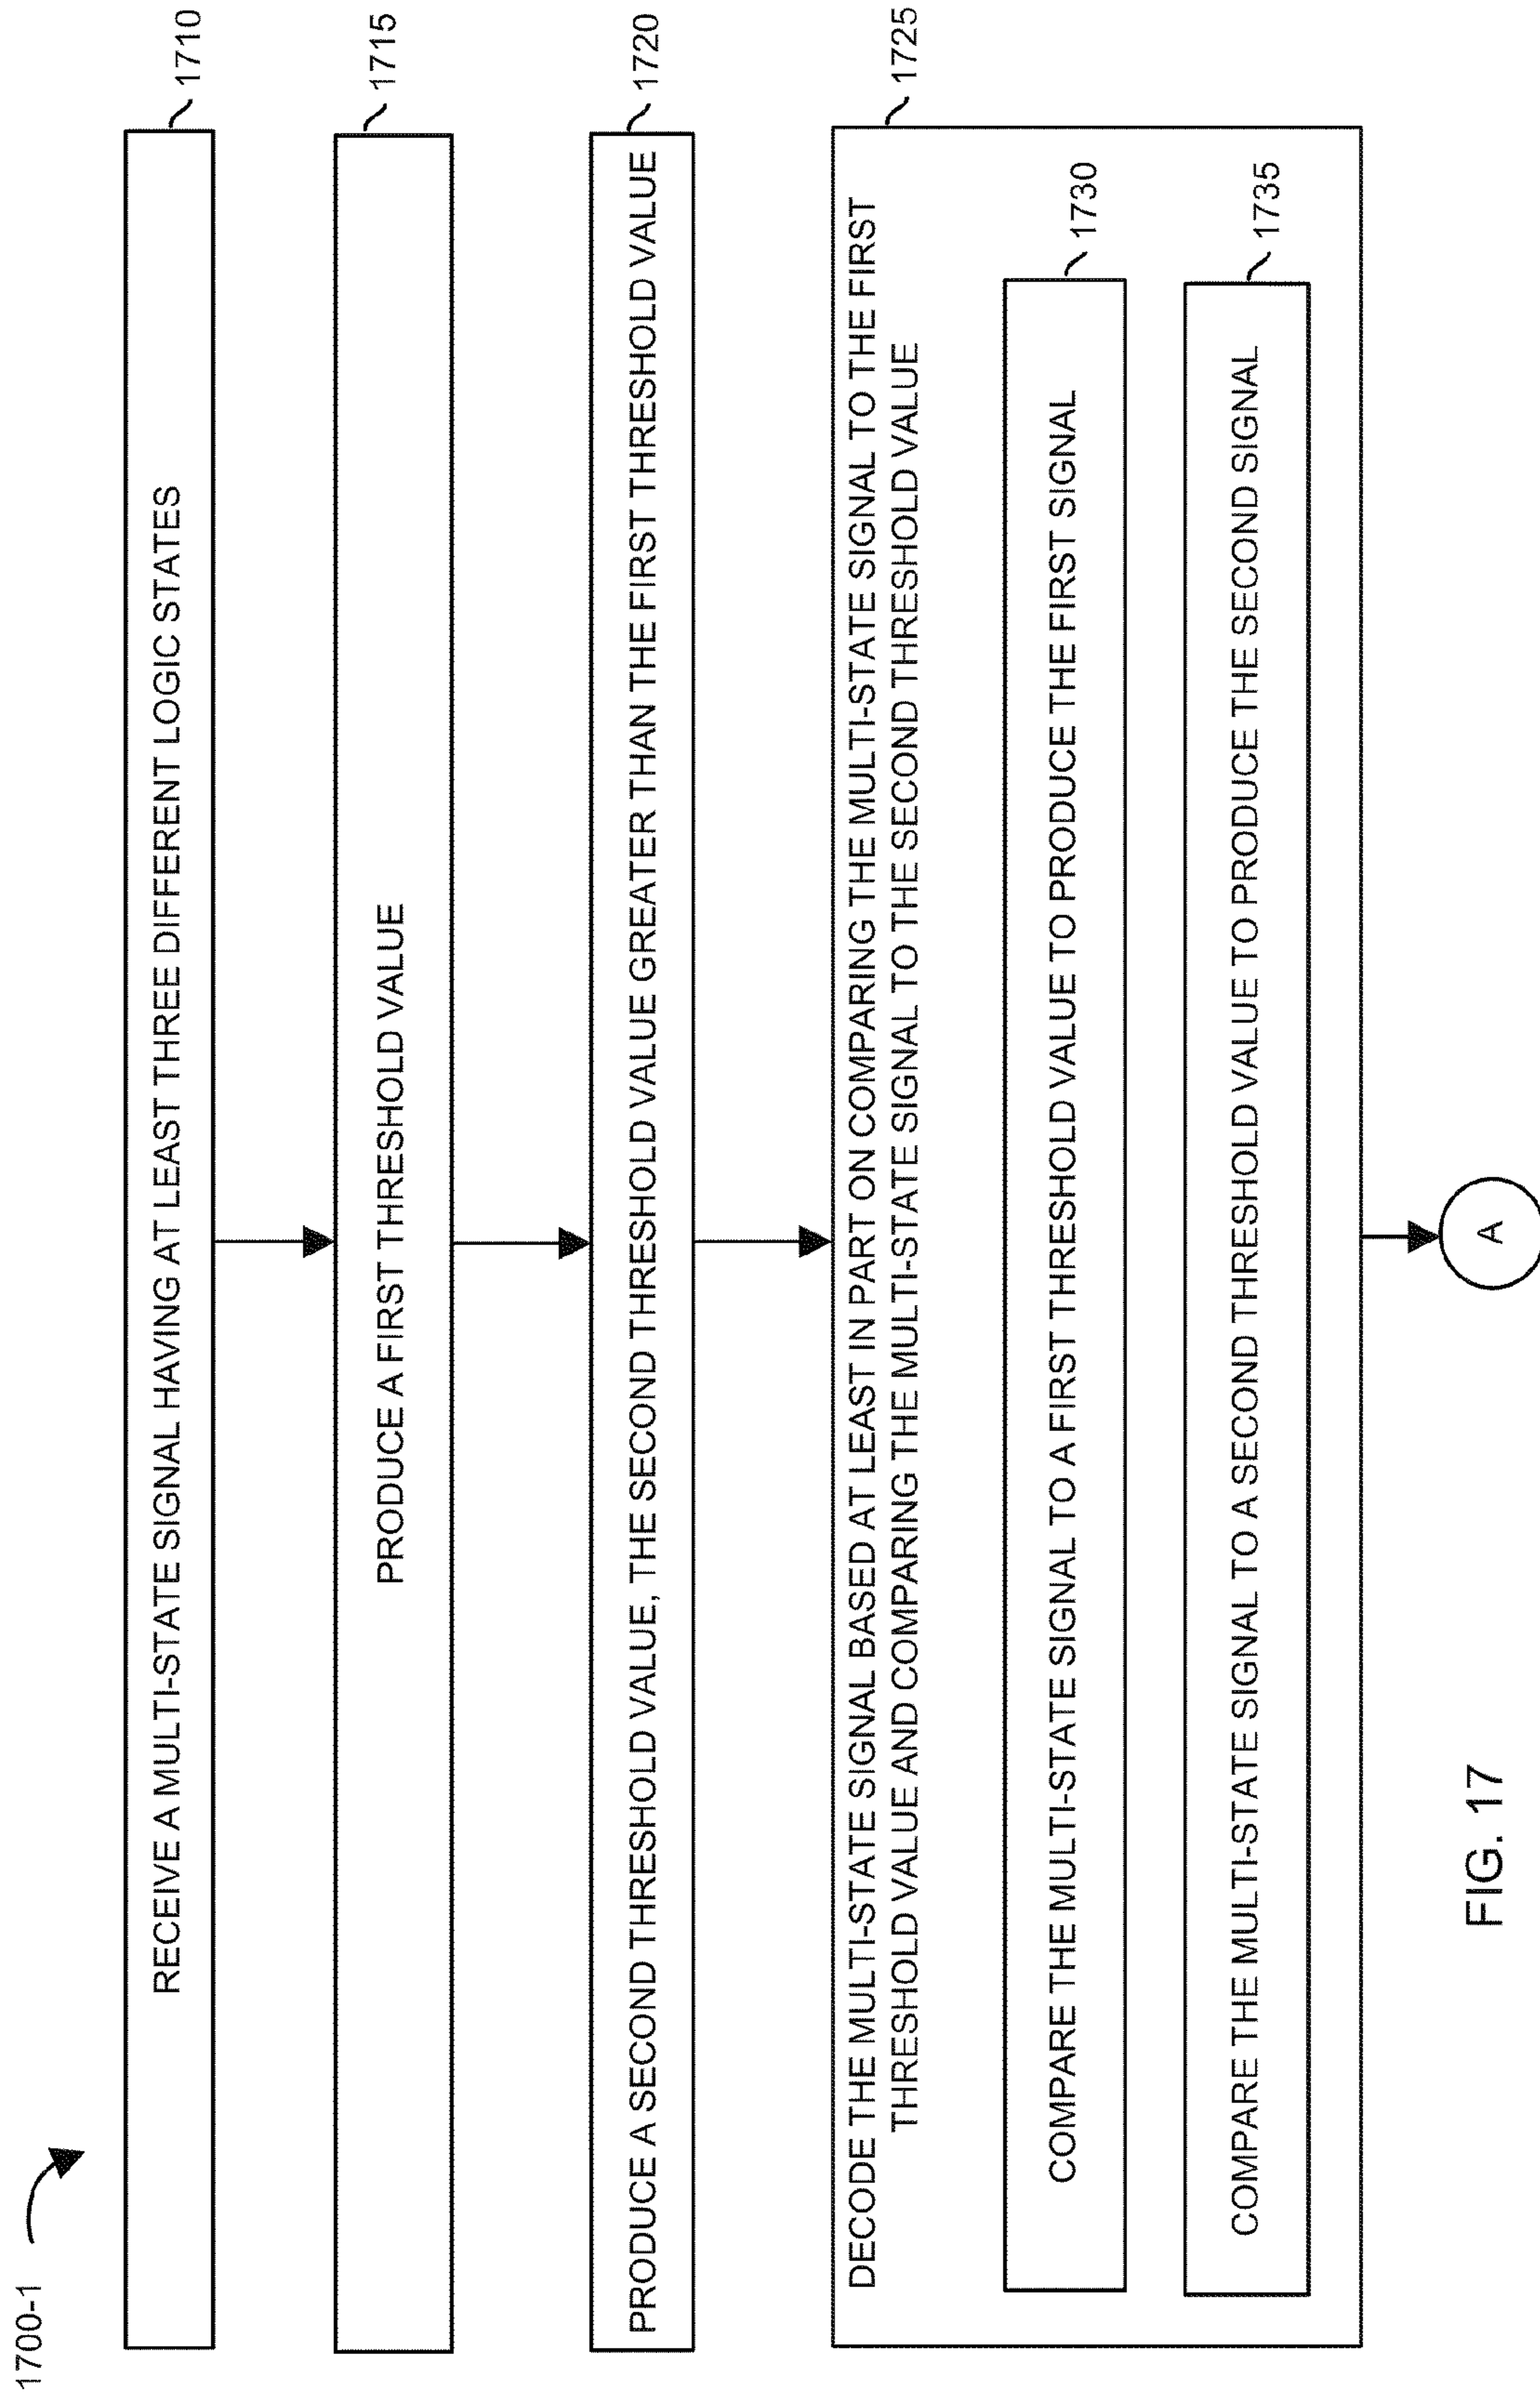 1700-1
RECEIVE A MULTI-STATE SIGNAL HAVING AT LEAST THREE DIFFERENT LOGIC STATES
1710
PRODUCE A FIRST THRESHOLD VALUE
1715
PRODUCE A SECOND THRESHOLD VALUE, THE SECOND THRESHOLD VALUE GREATER THAN THE FIRST THRESHOLD VALUE
1720
DECODE THE MULTI-STATE SIGNAL BASED AT LEAST IN PART ON COMPARING THE MULTI-STATE SIGNAL TO THE FIRST
THRESHOLD VALUE AND COMPARING THE MULTI-STATE SIGNAL TO THE SECOND THRESHOLD VALUE
1725
COMPARE THE MULTI-STATE SIGNAL TO A FIRST THRESHOLD VALUE TO PRODUCE THE FIRST SIGNAL
1730
COMPARE THE MULTI-STATE SIGNAL TO A SECOND THRESHOLD VALUE TO PRODUCE THE SECOND SIGNAL
1735
A
FIG. 17